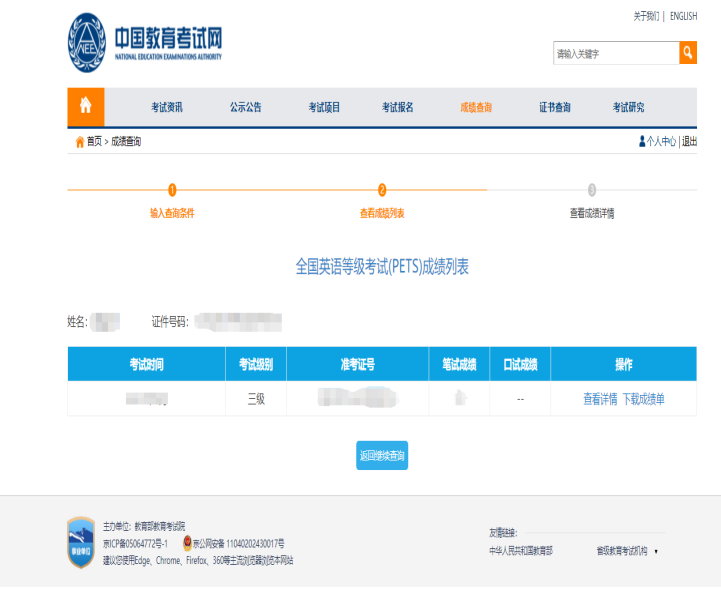 关于我们 | ENGLISH
NEEA
中国教育考试网
NATIONAL EDUCATION EXAMINATIONS AUTHORITY
请输入关键字
考试资讯 公示公告 考试项目 考试报名 成绩查询 证书查询 考试研究
首页 > 成绩查询 个人中心 | 退出
1 2 3
输入查询条件 查看成绩列表 查看成绩详情
全国英语等级考试(PETS)成绩列表
姓名: 证件号码:
考试时间 考试级别 准考证号 笔试成绩 口试成绩 操作
三级 -- 查看详情 下载成绩单
返回继续查询
主办单位：教育部教育考试院
京ICP备05064772号-1 京公网安备 11040202430017号
建议您使用Edge、Chrome、Firefox、360等主流浏览器浏览本网站
事业单位
友情链接：
中华人民共和国教育部 省级教育考试机构